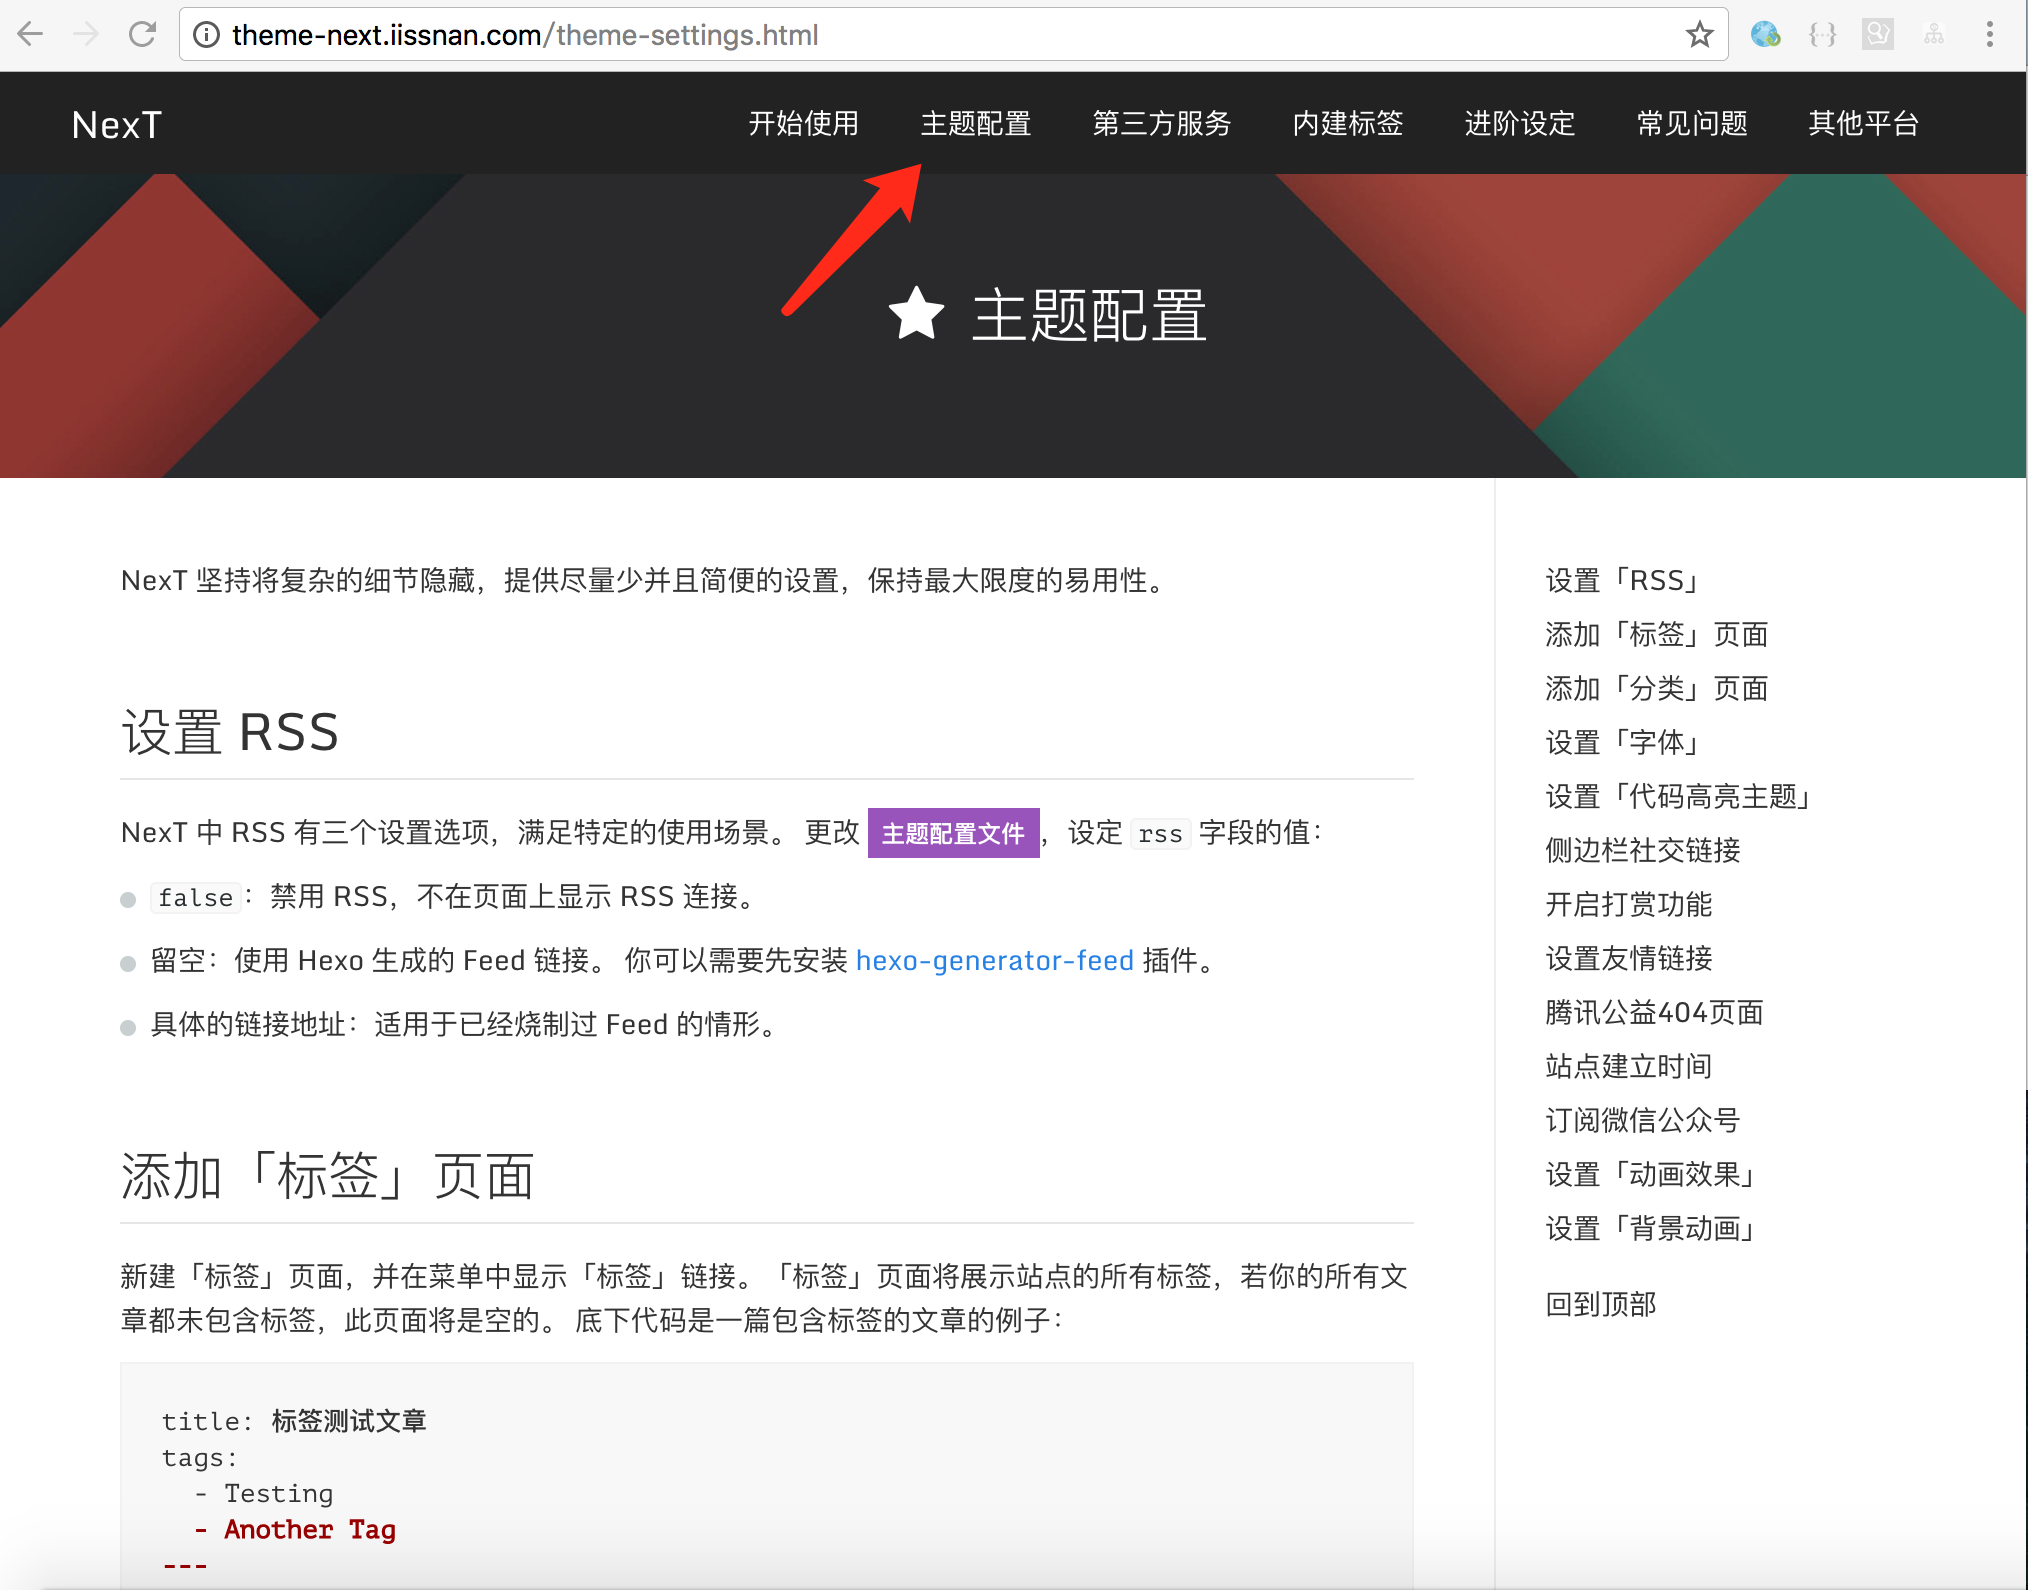 theme-next.iissnan.com/theme-settings.html
NexT
开始使用
主题配置
第三方服务
内建标签
进阶设定
常见问题
其他平台
主题配置
NexT 坚持将复杂的细节隐藏，提供尽量少并且简便的设置，保持最大限度的易用性。
设置 RSS
NexT 中 RSS 有三个设置选项，满足特定的使用场景。 更改 主题配置文件，设定 rss 字段的值：
false：禁用 RSS，不在页面上显示 RSS 连接。
留空：使用 Hexo 生成的 Feed 链接。 你可以需要先安装 hexo-generator-feed 插件。
具体的链接地址：适用于已经烧制过 Feed 的情形。
添加「标签」页面
新建「标签」页面，并在菜单中显示「标签」链接。「标签」页面将展示站点的所有标签，若你的所有文
章都未包含标签，此页面将是空的。 底下代码是一篇包含标签的文章的例子：
title: 标签测试文章
tags:
  - Testing
  - Another Tag
---
设置「RSS」
添加「标签」页面
添加「分类」页面
设置「字体」
设置「代码高亮主题」
侧边栏社交链接
开启打赏功能
设置友情链接
腾讯公益404页面
站点建立时间
订阅微信公众号
设置「动画效果」
设置「背景动画」
回到顶部